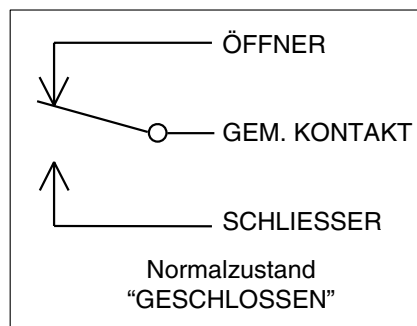 ÖFFNER
GEM. KONTAKT
SCHLIESSER
Normalzustand
“GESCHLOSSEN”